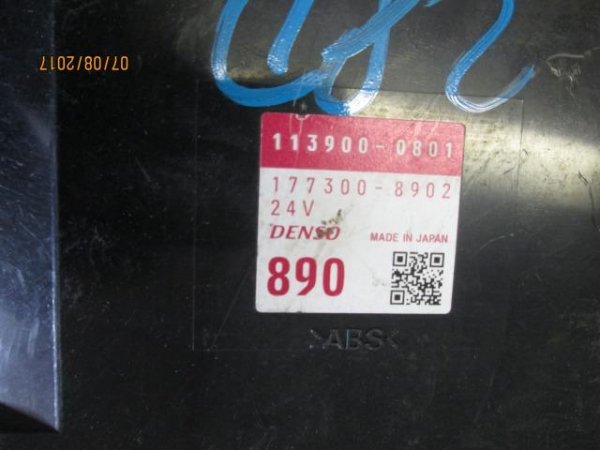 07/08/2017
113900-0801
177300-8902
24V
DENSO
MADE IN JAPAN
890
>ABS<